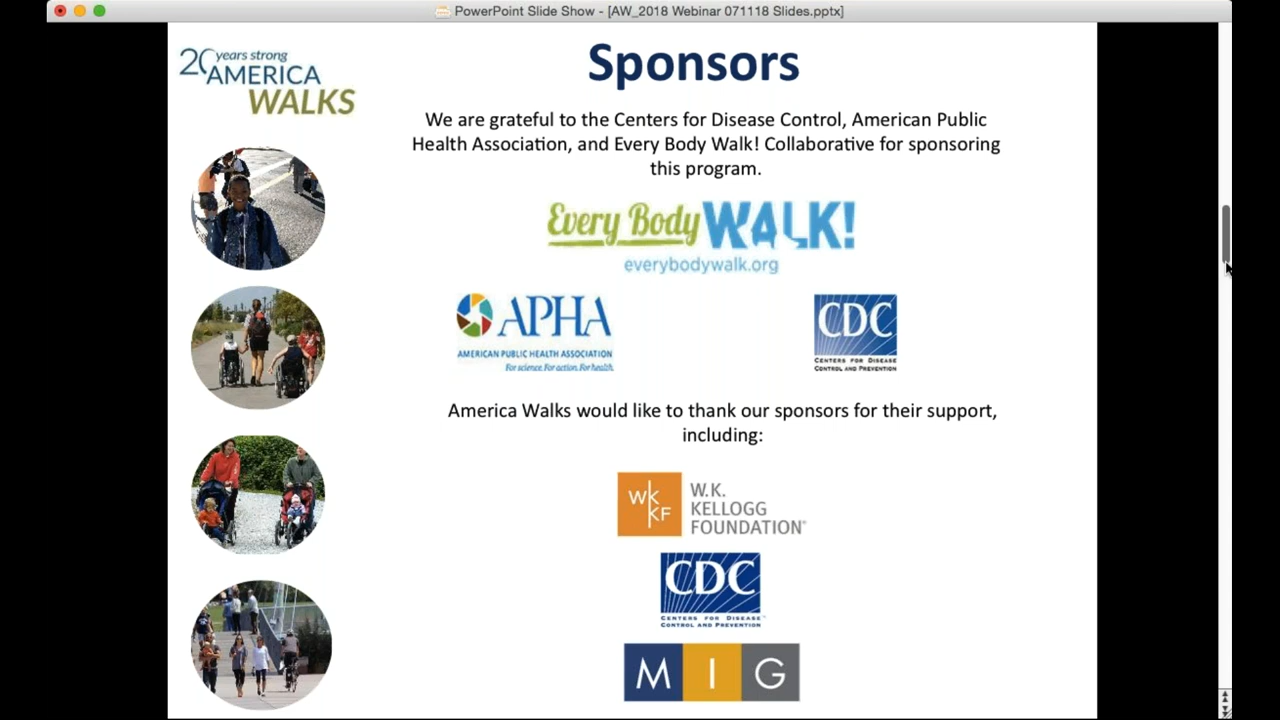 PowerPoint Slide Show - [AW_2018 Webinar 071118 Slides.pptx]
20 years strong
AMERICA
WALKS
Sponsors
We are grateful to the Centers for Disease Control, American Public
Health Association, and Every Body Walk! Collaborative for sponsoring
this program.
Every Body WALK!
everybodywalk.org
APHA
AMERICAN PUBLIC HEALTH ASSOCIATION
For science. For action. For health.
CDC
CENTERS FOR DISEASE
CONTROL AND PREVENTION
America Walks would like to thank our sponsors for their support,
including:
WKKF
W.K.
KELLOGG
FOUNDATION®
CDC
CENTERS FOR DISEASE™
CONTROL AND PREVENTION
M I G